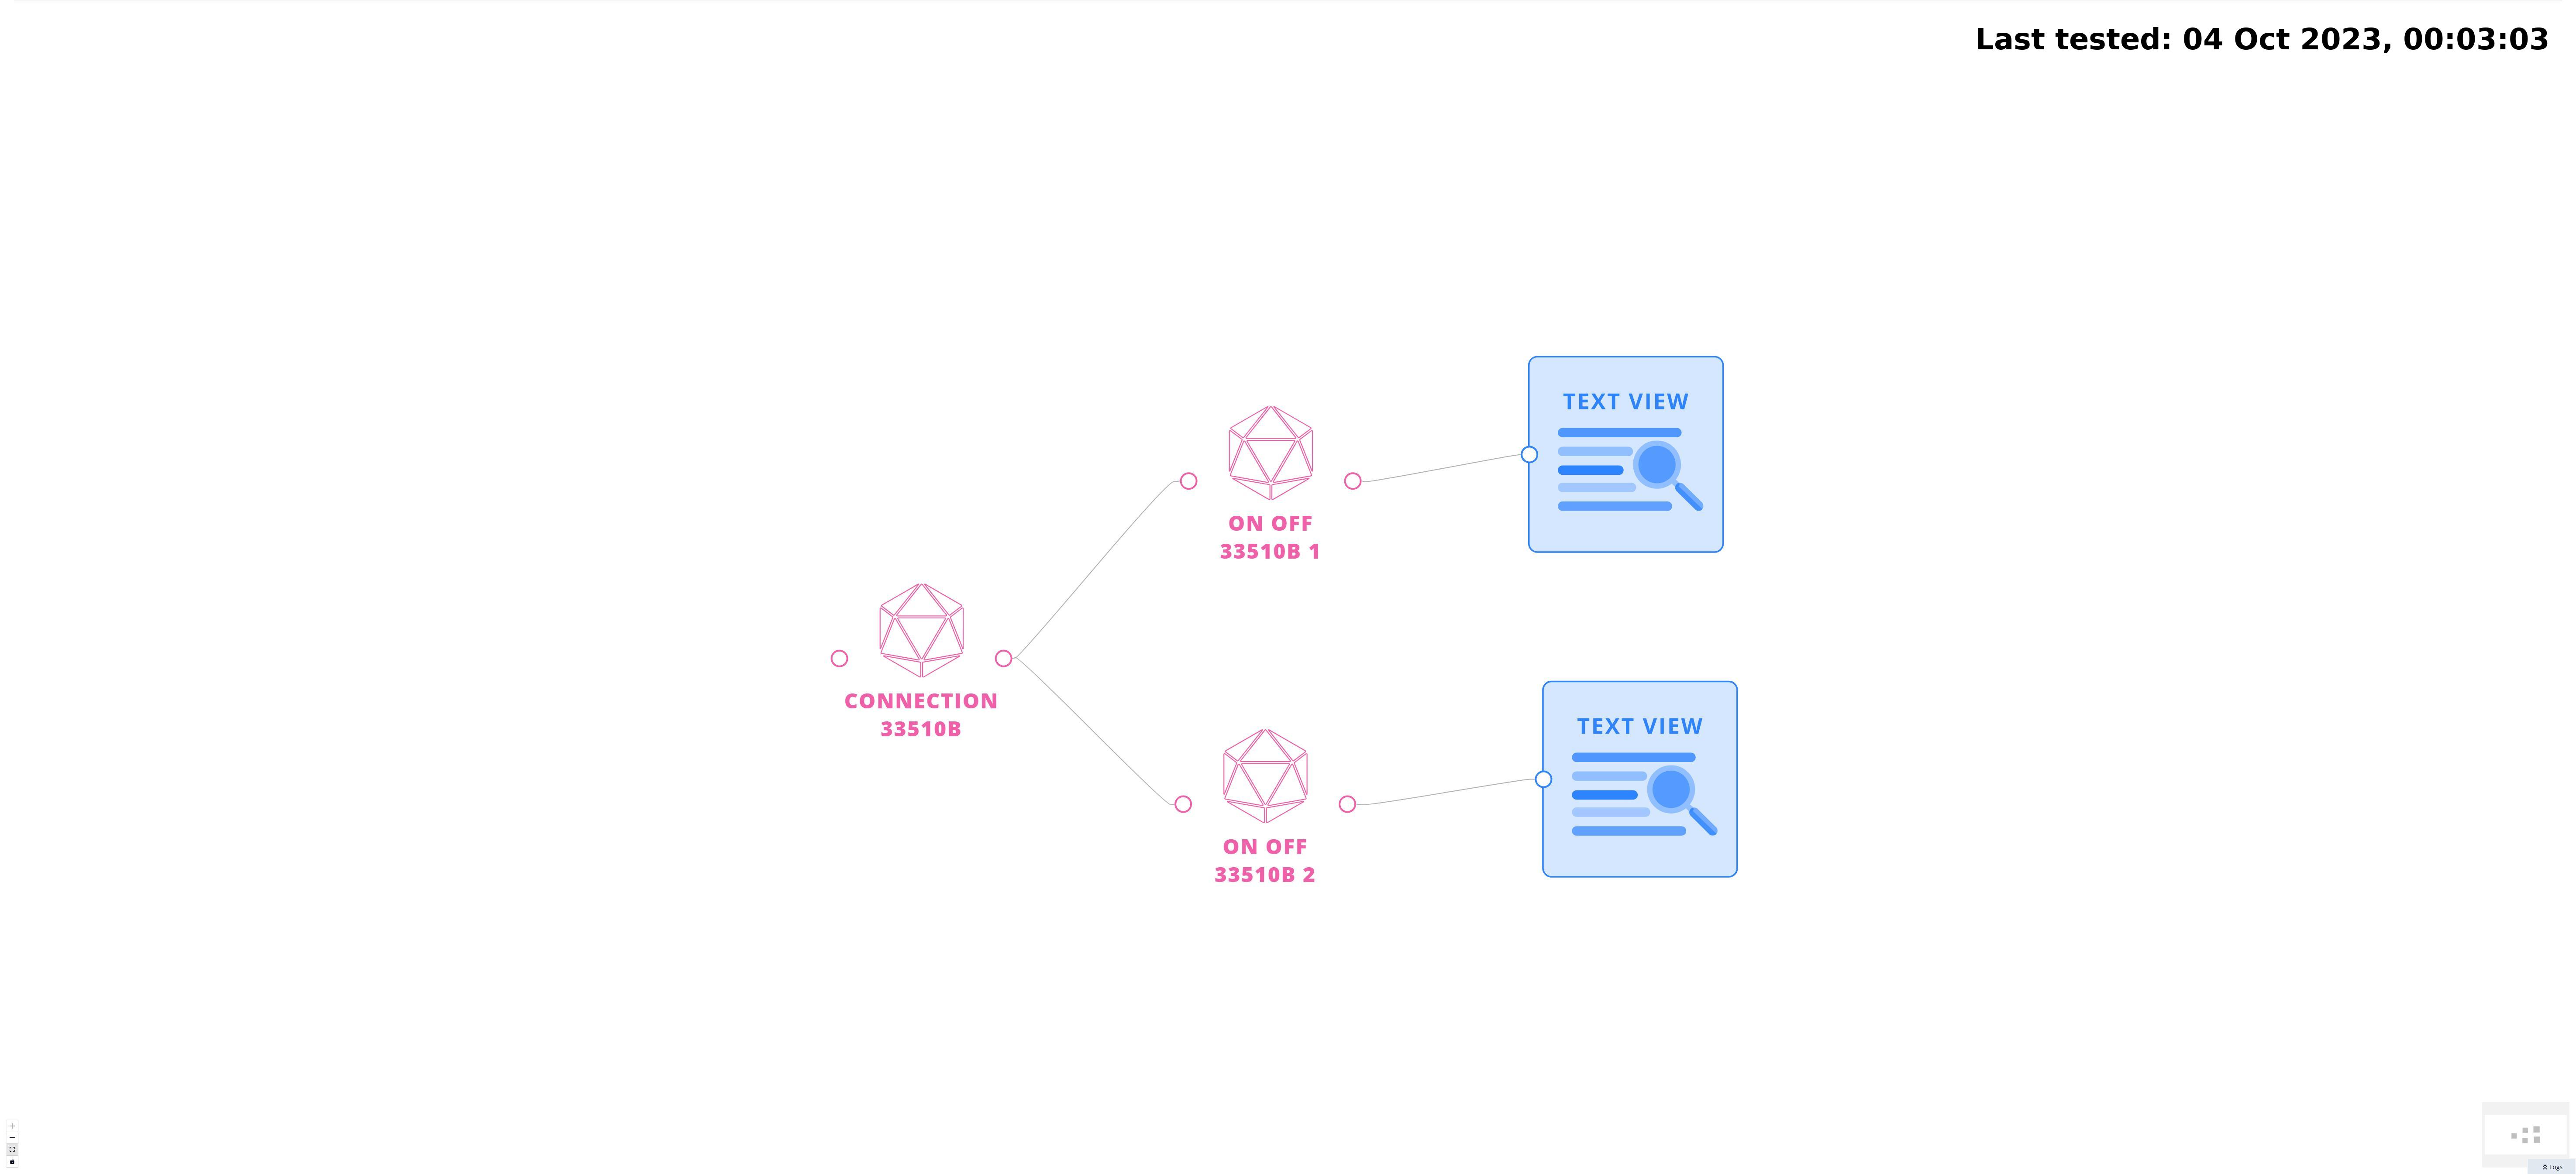 Last tested: 04 Oct 2023, 00:03:03
TEXT VIEW
ON OFF
33510B 1
CONNECTION
33510B
TEXT VIEW
ON OFF
33510B 2
Logs